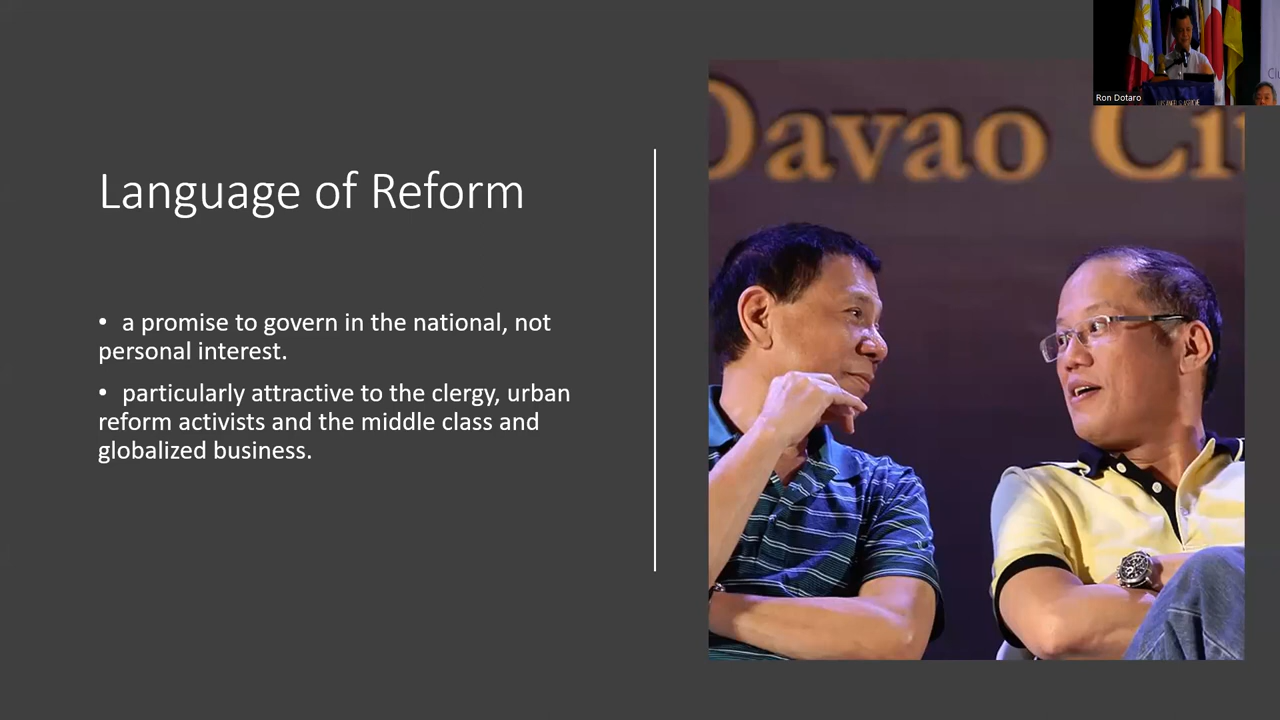 Language of Reform
• a promise to govern in the national, not
personal interest.
• particularly attractive to the clergy, urban
reform activists and the middle class and
globalized business.
Davao Ci
Ron Dotaro